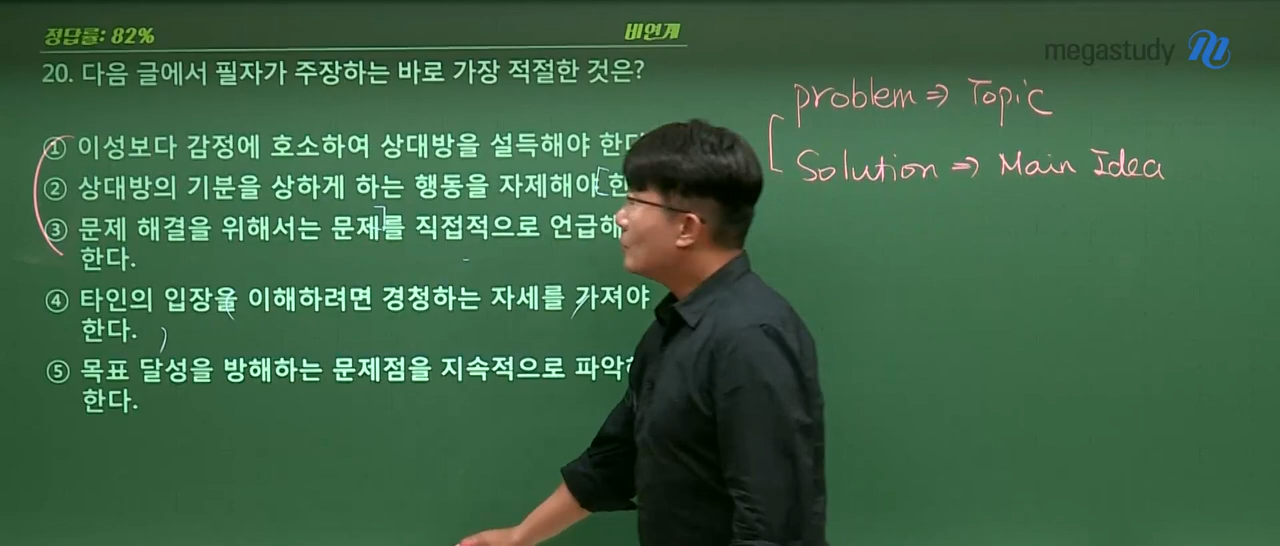 정답률: 82%
비연계
megastudy
20. 다음 글에서 필자가 주장하는 바로 가장 적절한 것은?
① 이성보다 감정에 호소하여 상대방을 설득해야
② 상대방의 기분을 상하게 하는 행동을 자제해야
③ 문제 해결을 위해서는 문제를 직접적으로
한다.
④ 타인의 입장을 이해하려면 경청하는 자세를 가져야
한다.
⑤ 목표 달성을 방해하는 문제점을 지속적으로
한다.
problem ⇒ Topic
Solution ⇒ Main Idea